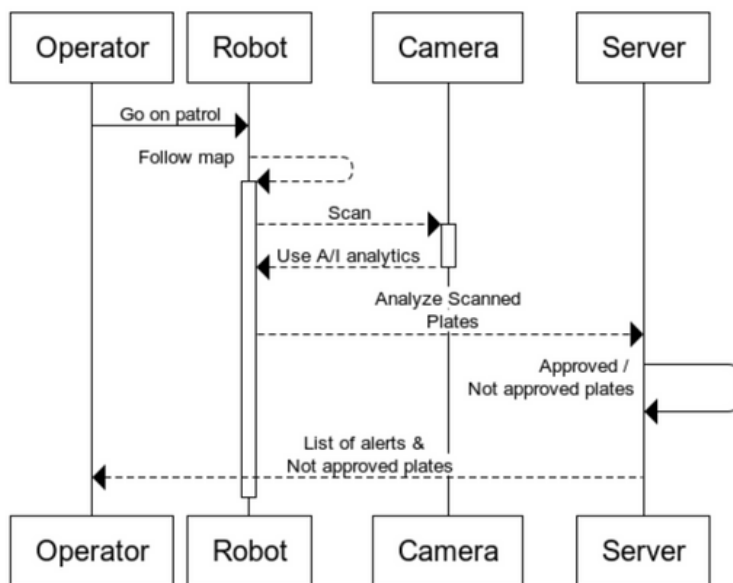 Operator
Robot
Camera
Server
Go on patrol
Follow map
Scan
Use A/I analytics
Analyze Scanned
Plates
Approved /
Not approved plates
List of alerts &
Not approved plates
Operator
Robot
Camera
Server